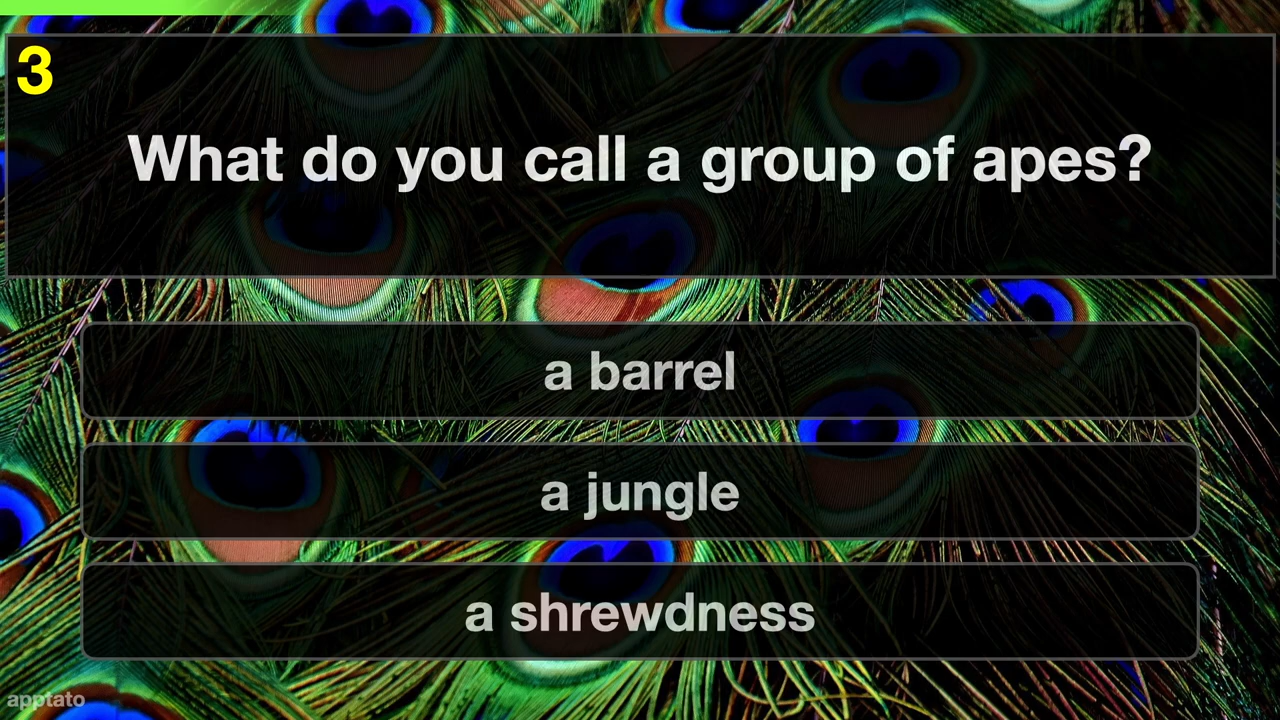 3
What do you call a group of apes?
a barrel
a jungle
a shrewdness
apptato